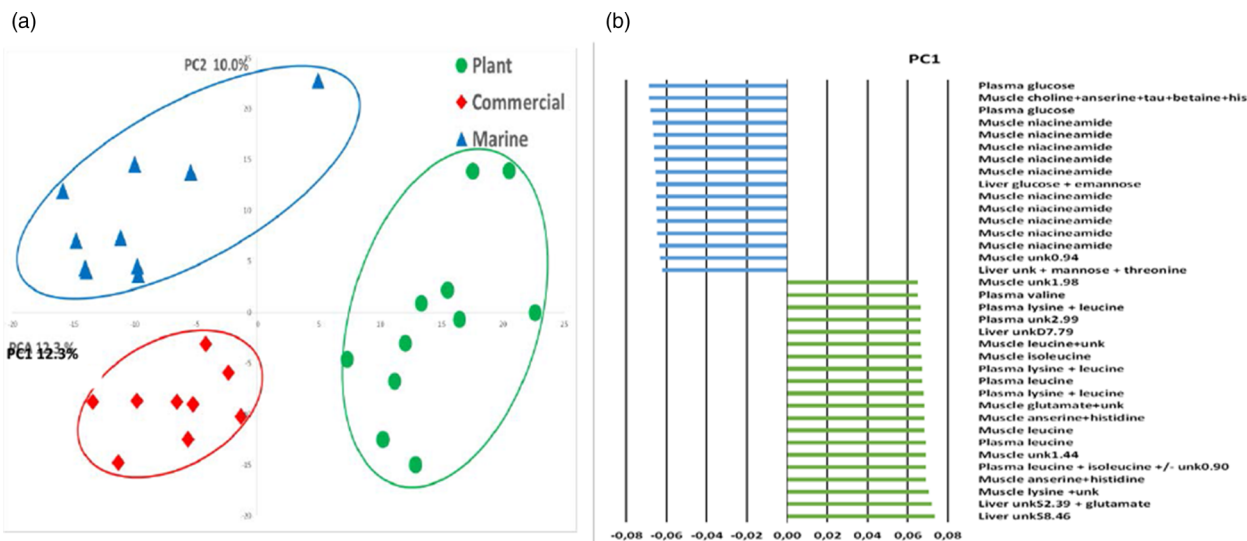 (a)
(b)
PC2 10.0%
Plant
Commercial
Marine
25
20
15
10
5
0
-20
-15
-10
-5
0
5
10
15
20
25
-5
-10
-15
-20
PC1 12.3%
PC1
Plasma glucose
Muscle choline+anserine+tau+betaine+his
Plasma glucose
Muscle niacineamide
Muscle niacineamide
Muscle niacineamide
Muscle niacineamide
Muscle niacineamide
Liver glucose + emannose
Muscle niacineamide
Muscle niacineamide
Muscle niacineamide
Muscle niacineamide
Muscle niacineamide
Muscle unk0.94
Liver unk + mannose + threonine
Muscle unk1.98
Plasma valine
Plasma lysine + leucine
Plasma unk2.99
Liver unkD7.79
Muscle leucine+unk
Muscle isoleucine
Plasma lysine + leucine
Plasma leucine
Plasma lysine + leucine
Muscle glutamate+unk
Muscle anserine+histidine
Muscle leucine
Plasma leucine
Muscle unk1.44
Plasma leucine + isoleucine +/- unk0.90
Muscle anserine+histidine
Muscle lysine +unk
Liver unkS2.39 + glutamate
Liver unkS8.46
-0,08 -0,06 -0,04 -0,02 0,00 0,02 0,04 0,06 0,08